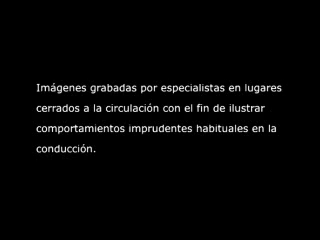 Imágenes grabadas por especialistas en lugares
cerrados a la circulación con el fin de ilustrar
comportamientos imprudentes habituales en la
conducción.